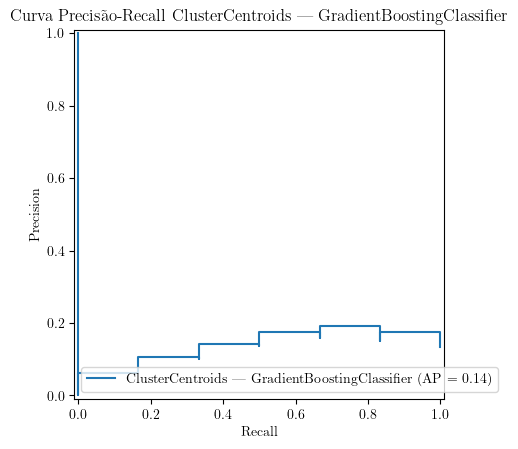 Curva Precisão-Recall ClusterCentroids — GradientBoostingClassifier
1.0
0.8
0.6
0.4
0.2
0.0
Precision
ClusterCentroids — GradientBoostingClassifier (AP = 0.14)
0.0 0.2 0.4 0.6 0.8 1.0
Recall